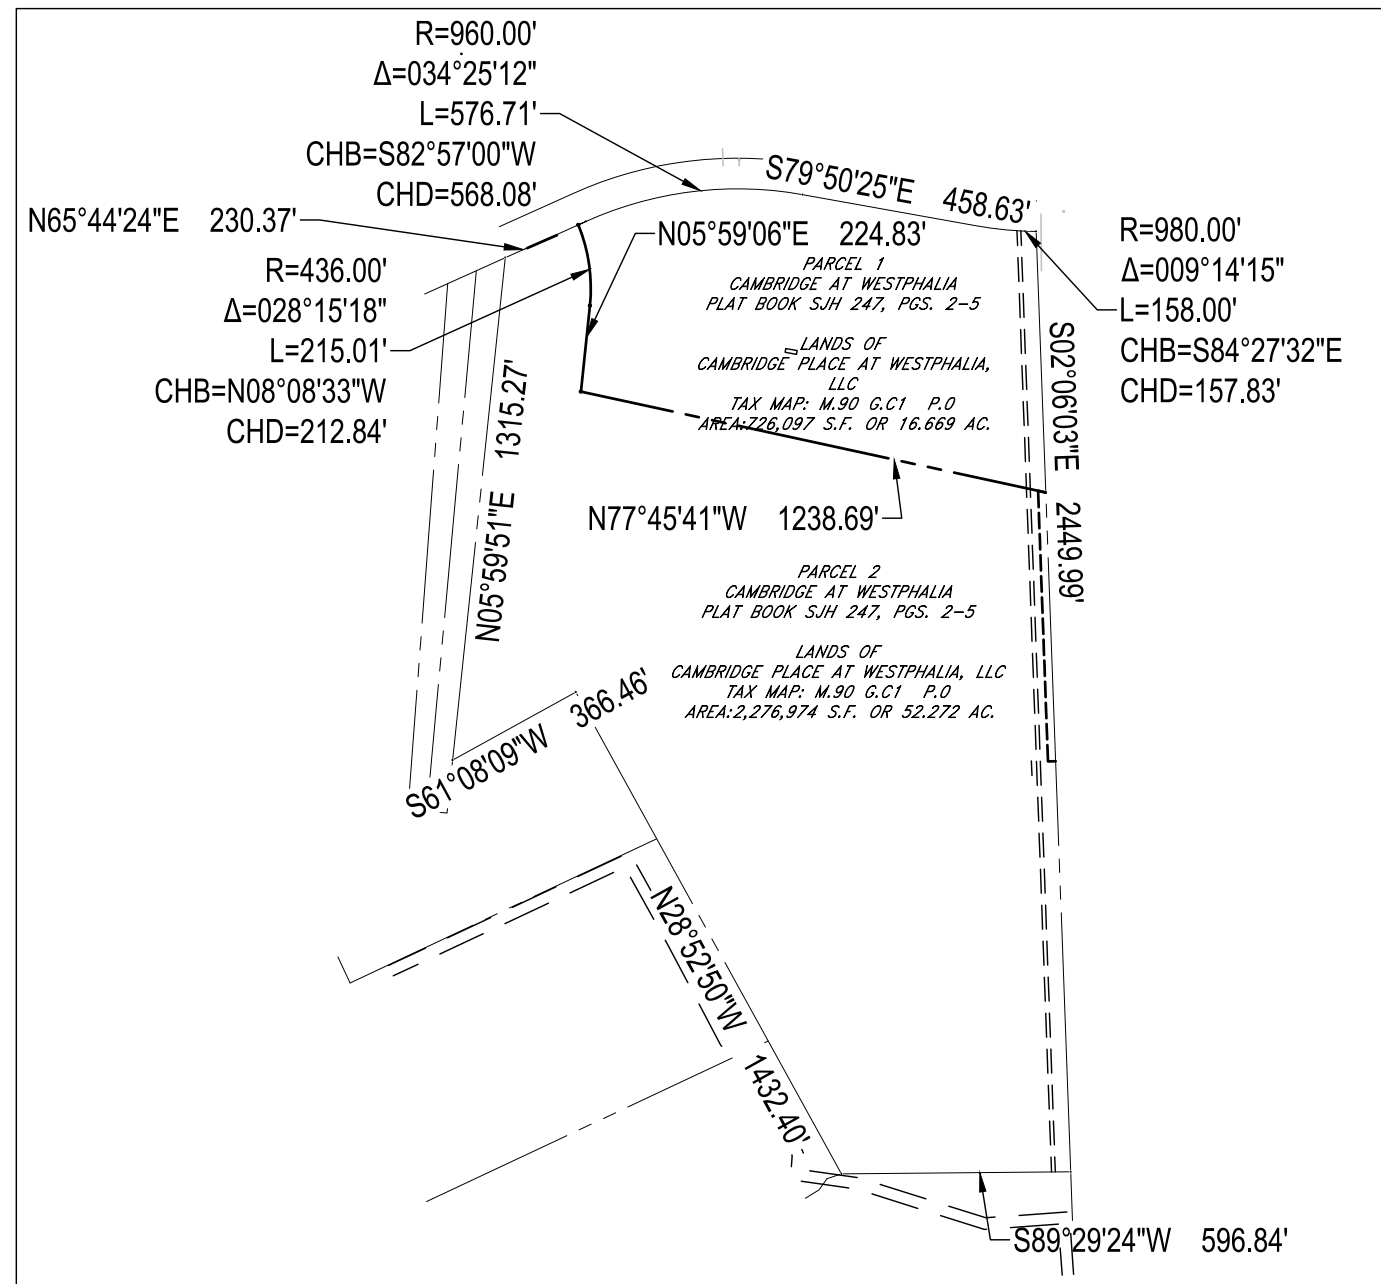 R=960.00'
Δ=034°25'12"
L=576.71'
CHB=S82°57'00"W
CHD=568.08'
S79°50'25"E 458.63'
N65°44'24"E 230.37'
N05°59'06"E 224.83'
R=980.00'
Δ=009°14'15"
L=158.00'
CHB=S84°27'32"E
CHD=157.83'
R=436.00'
Δ=028°15'18"
L=215.01'
CHB=N08°08'33"W
CHD=212.84'
PARCEL 1
CAMBRIDGE AT WESTPHALIA
PLAT BOOK SJH 247, PGS. 2-5
LANDS OF
CAMBRIDGE PLACE AT WESTPHALIA,
LLC
TAX MAP: M.90 G.C1 P.0
AREA:726,097 S.F. OR 16.669 AC.
S02°06'03"E 2449.99'
N05°59'51"E 1315.27'
N77°45'41"W 1238.69'
PARCEL 2
CAMBRIDGE AT WESTPHALIA
PLAT BOOK SJH 247, PGS. 2-5
LANDS OF
CAMBRIDGE PLACE AT WESTPHALIA, LLC
TAX MAP: M.90 G.C1 P.0
AREA:2,276,974 S.F. OR 52.272 AC.
S61°08'09"W 366.46'
N28°52'50"W 1432.40'
S89°29'24"W 596.84'